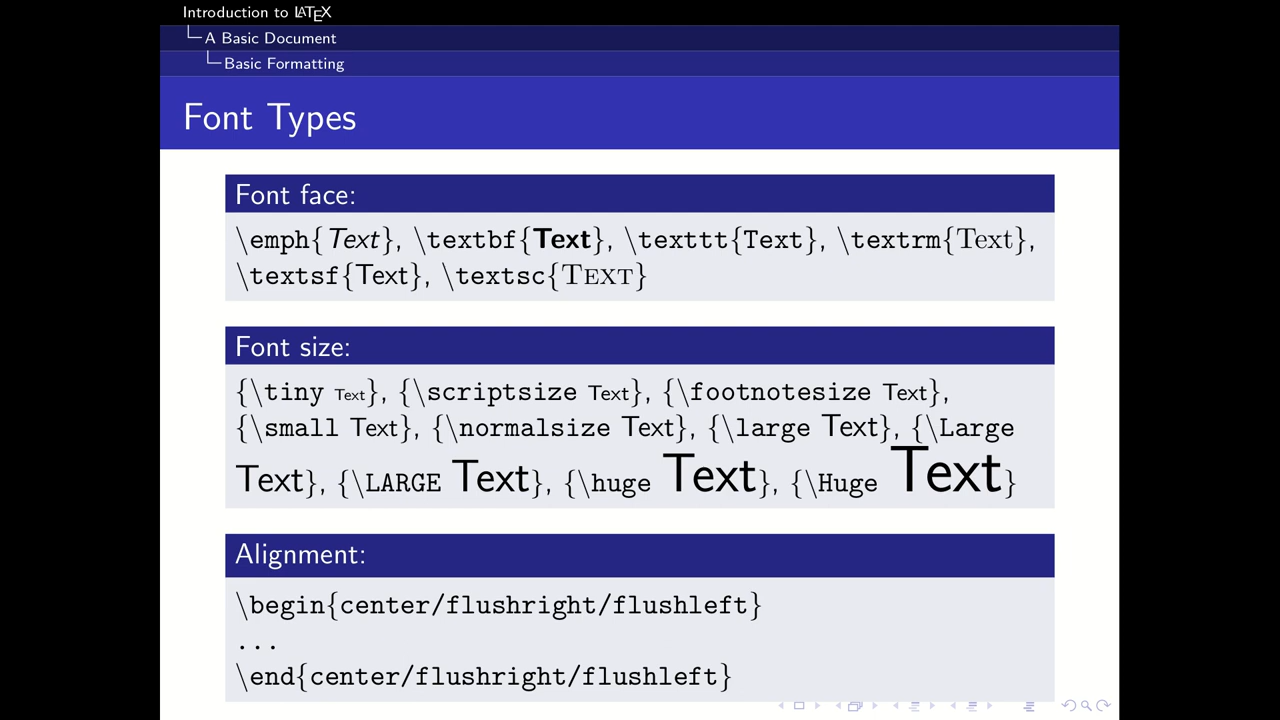 Introduction to LATEX
A Basic Document
Basic Formatting
Font Types
Font face:
\emph{Text}, \textbf{Text}, \texttt{Text}, \textrm{Text},
\textsf{Text}, \textsc{TEXT}
Font size:
{\tiny Text}, {\scriptsize Text}, {\footnotesize Text},
{\small Text}, {\normalsize Text}, {\large Text}, {\Large
Text}, {\LARGE Text}, {\huge Text}, {\Huge Text}
Alignment:
\begin{center/flushright/flushleft}
...
\end{center/flushright/flushleft}